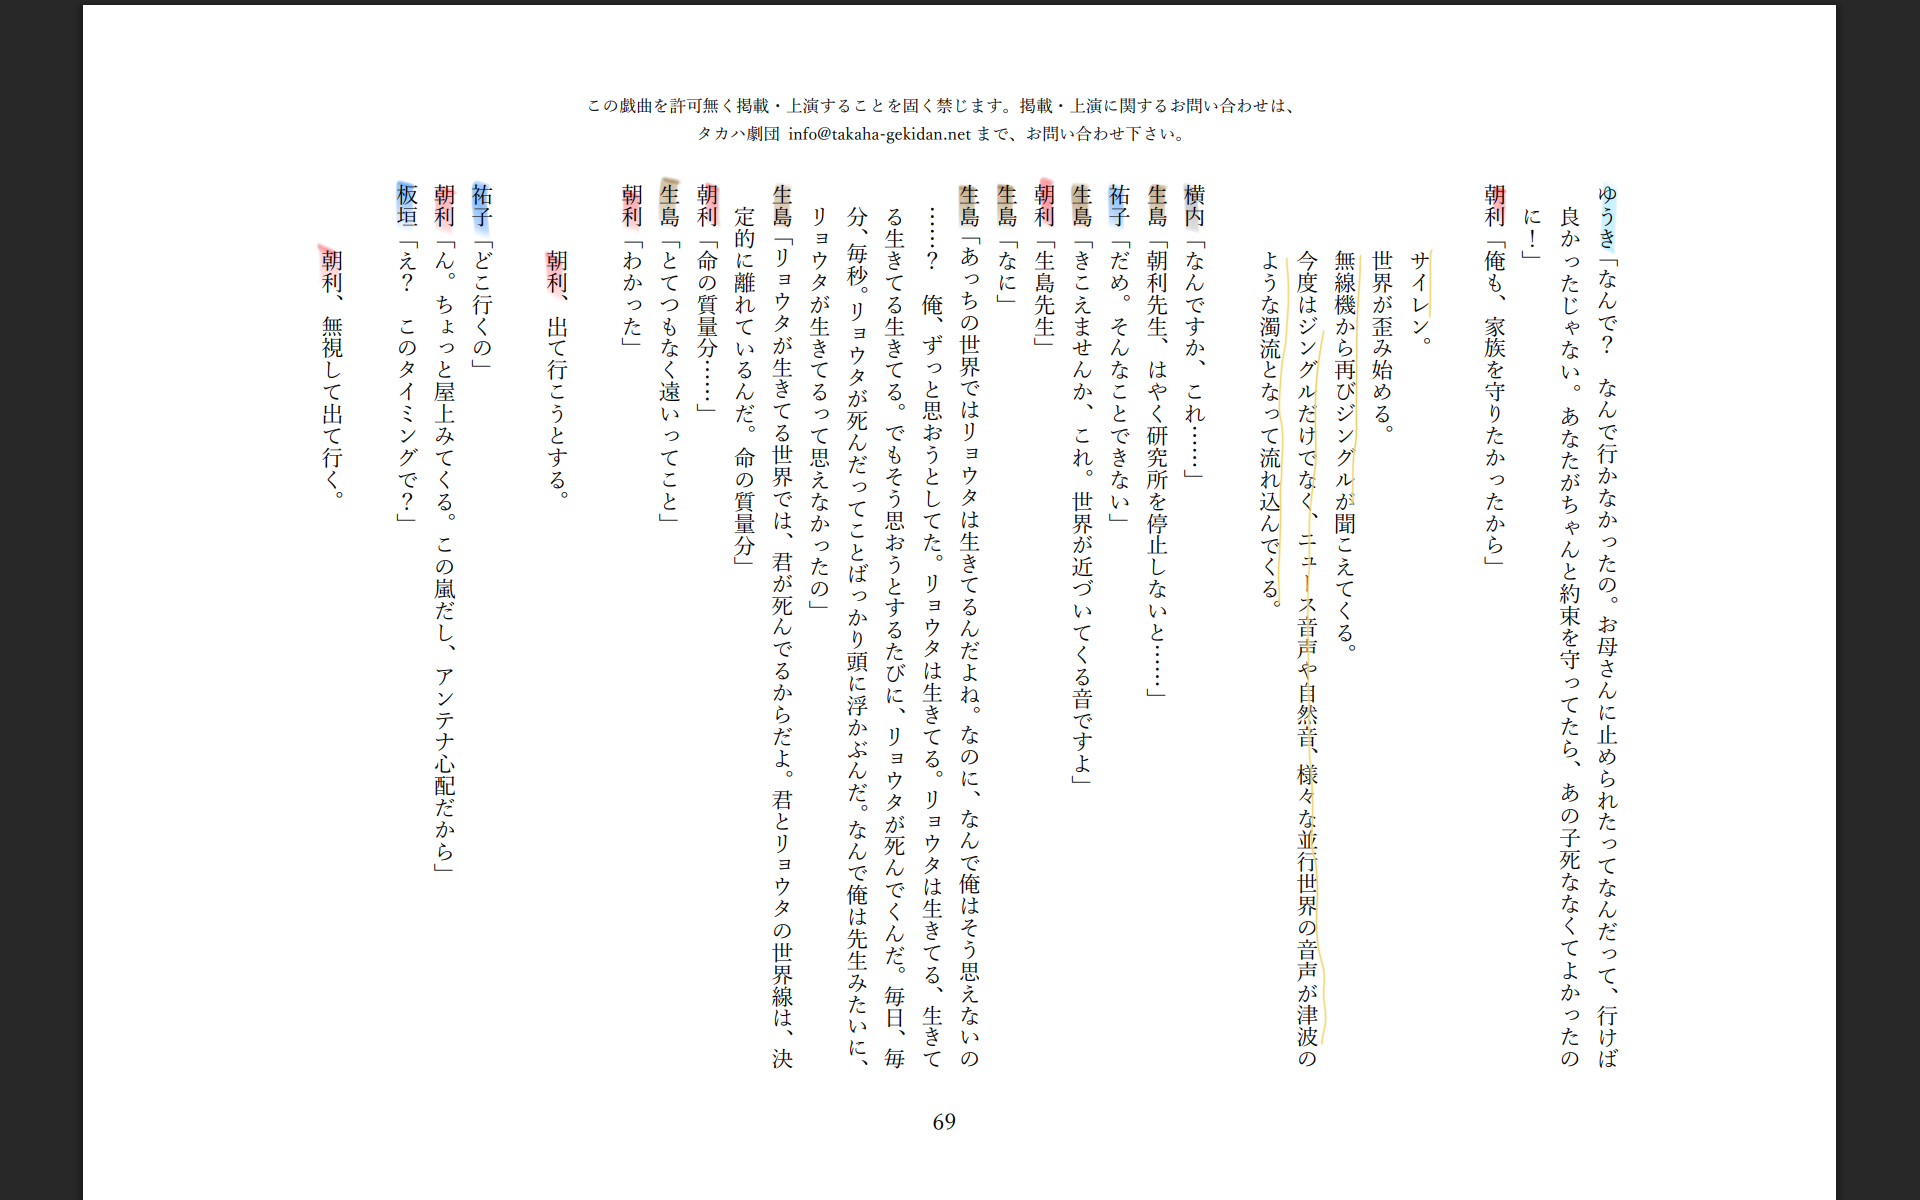 この戯曲を許可無く掲載・上演することを固く禁じます。掲載・上演に関するお問い合わせは、
タカハ劇団 info@takaha-gekidan.net まで、お問い合わせ下さい。
ゆうき「なんで？　なんで行かなかったの。お母さんに止められたってなんだって、行けば
良かったじゃない。あなたがちゃんと約束を守ってたら、あの子死ななくてよかったの
に！」
朝利「俺も、家族を守りたかったから」
サイレン。
世界が歪み始める。
無線機から再びジングルが聞こえてくる。
今度はジングルだけでなく、ニュース音声や自然音、様々な並行世界の音声が津波の
ような濁流となって流れ込んでくる。
横内「なんですか、これ……」
生島「朝利先生、はやく研究所を停止しないと……」
祐子「だめ。そんなことできない」
生島「きこえませんか、これ。世界が近づいてくる音ですよ」
朝利「生島先生」
生島「なに」
生島「あっちの世界ではリョウタは生きてるんだよね。なのに、なんで俺はそう思えないの
……？　俺、ずっと思おうとしてた。リョウタは生きてる。リョウタは生きてる、生きて
る生きてる生きてる。でもそう思おうとするたびに、リョウタが死んでくんだ。毎日、毎
分、毎秒。リョウタが死んだってことばっかり頭に浮かぶんだ。なんで俺は先生みたいに、
リョウタが生きてるって思えなかったの」
生島「リョウタが生きてる世界では、君が死んでるからだよ。君とリョウタの世界線は、決
定的に離れているんだ。命の質量分」
朝利「命の質量分……」
生島「とてつもなく遠いってこと」
朝利「わかった」
朝利、出て行こうとする。
祐子「どこ行くの」
朝利「ん。ちょっと屋上みてくる。この嵐だし、アンテナ心配だから」
板垣「え？　このタイミングで？」
朝利、無視して出て行く。
69